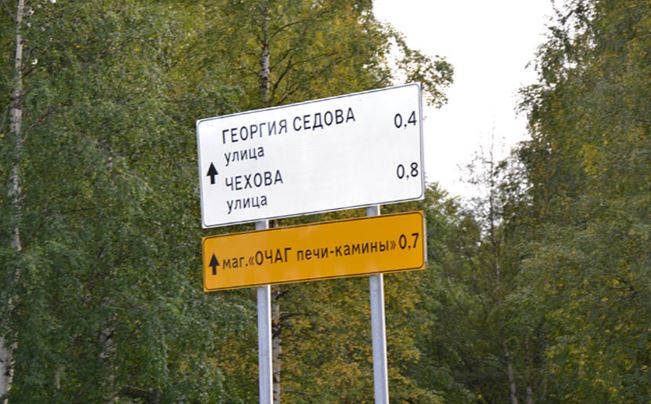 ГЕОРГИЯ СЕДОВА 0,4
улица
ЧЕХОВА 0,8
улица
маг.«ОЧАГ печи-камины» 0,7